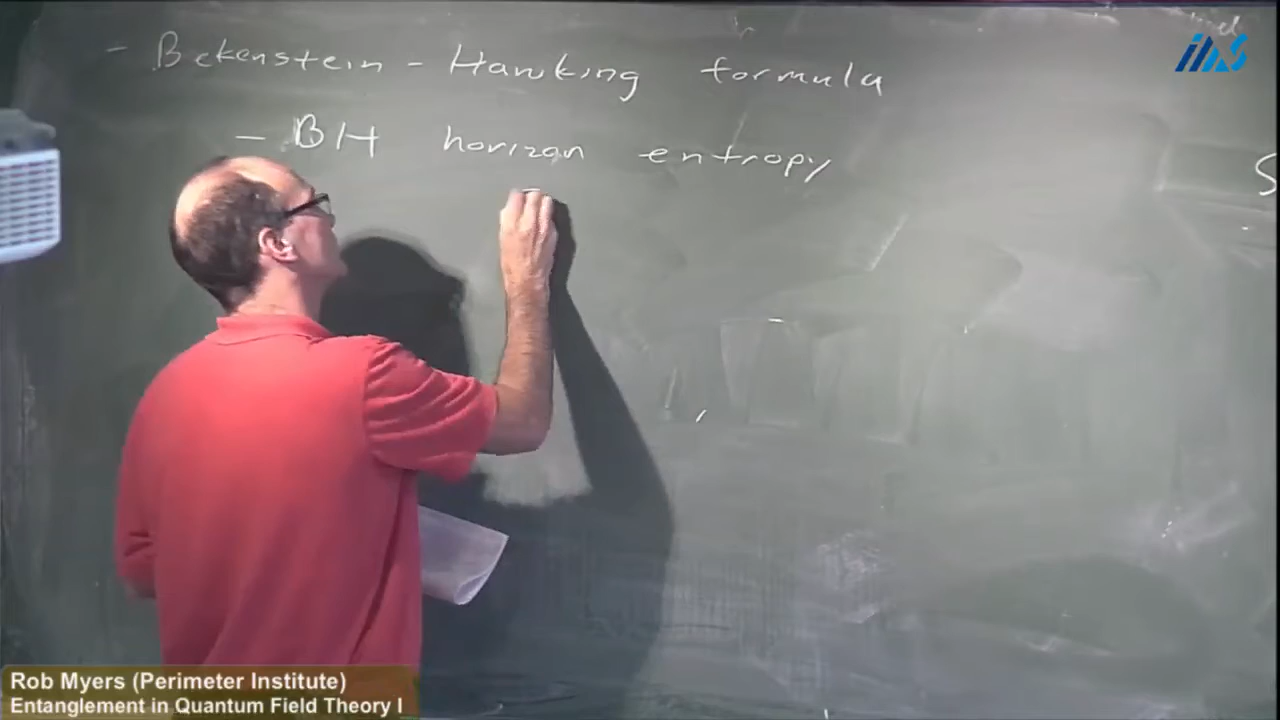 - Bekenstein - Hawking formula
- BH horizon entropy
S
Rob Myers (Perimeter Institute)
Entanglement in Quantum Field Theory I